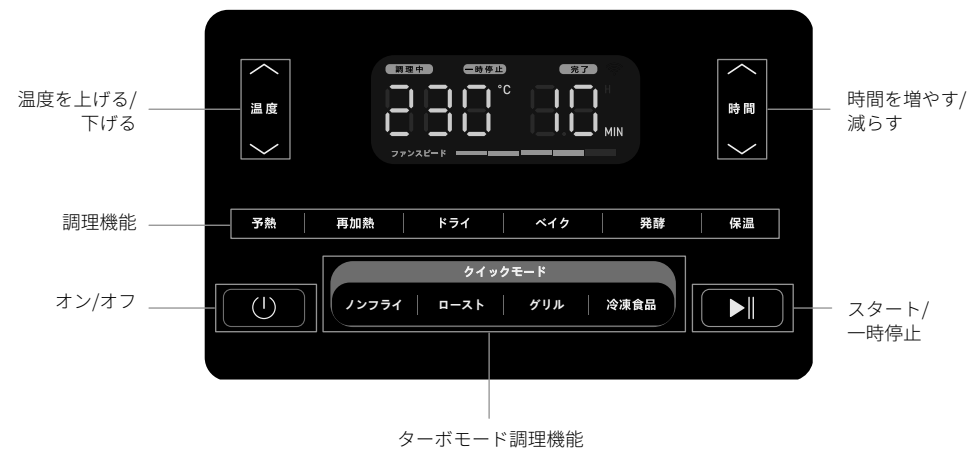 調理中 一時停止 完了
温度を上げる/
下げる
温度
230 °C 10 H MIN
時間
時間を増やす/
減らす
ファンスピード
調理機能
予熱 再加熱 ドライ ベイク 発酵 保温
クイックモード
オン/オフ
ノンフライ ロースト グリル 冷凍食品
スタート/
一時停止
ターボモード調理機能